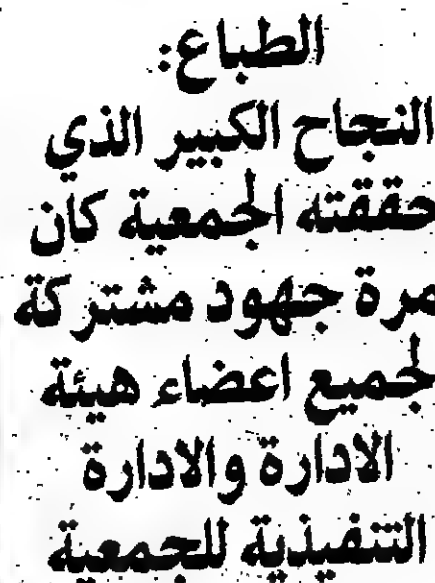 الطباع:
النجاح الكبير الذي
حققته الجمعية كان
مرة جهود مشتركة
لجميع اعضاء هيئة
الادارة والادارة
التنفيذية للجمعية